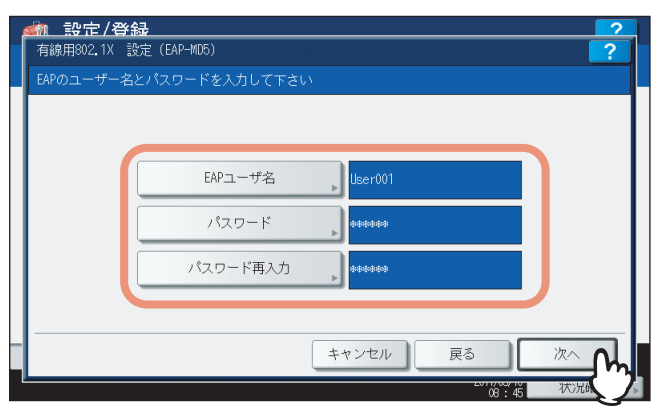 設定/登録
?
有線用802.1X 設定 (EAP-MD5)
?
EAPのユーザー名とパスワードを入力して下さい
EAPユーザ名
User001
パスワード
******
パスワード再入力
******
キャンセル
戻る
次へ
08:45
状況